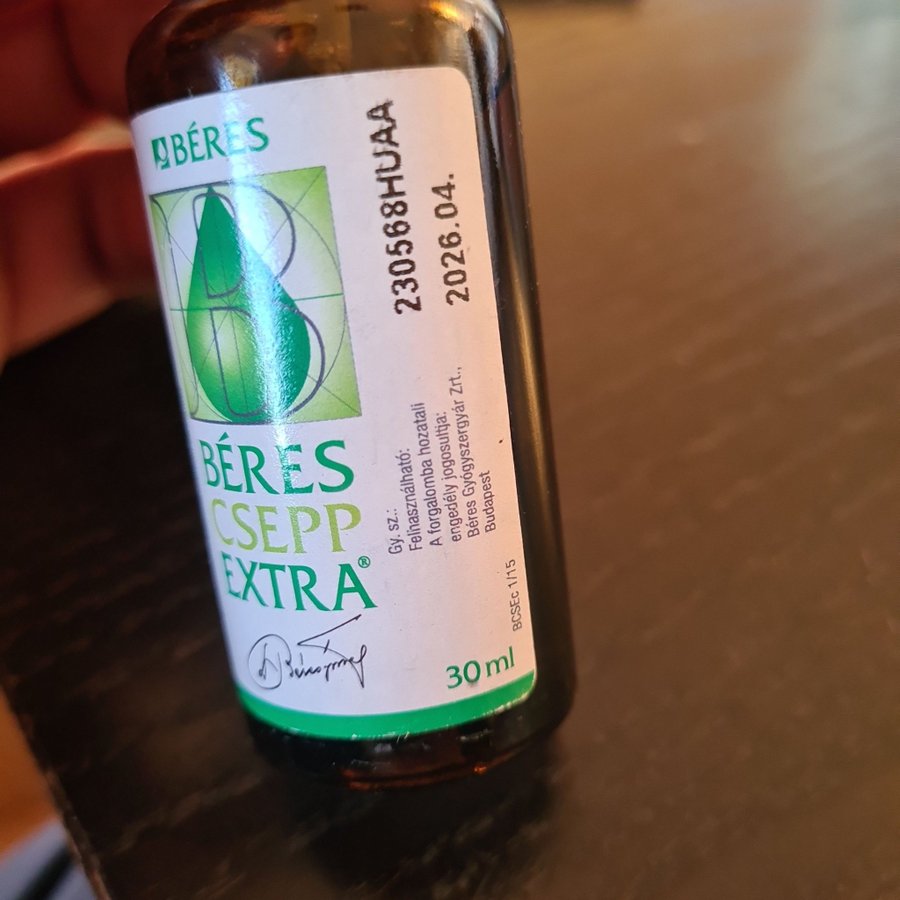 BÉRES
BÉRES
CSEPP
EXTRA®
30 ml
230568HUAA
2026.04.
Gy. sz.:
Felhasználható:
A forgalomba hozatali
engedély jogosultja:
Béres Gyógyszergyár Zrt.,
Budapest
BCSEc 1/15